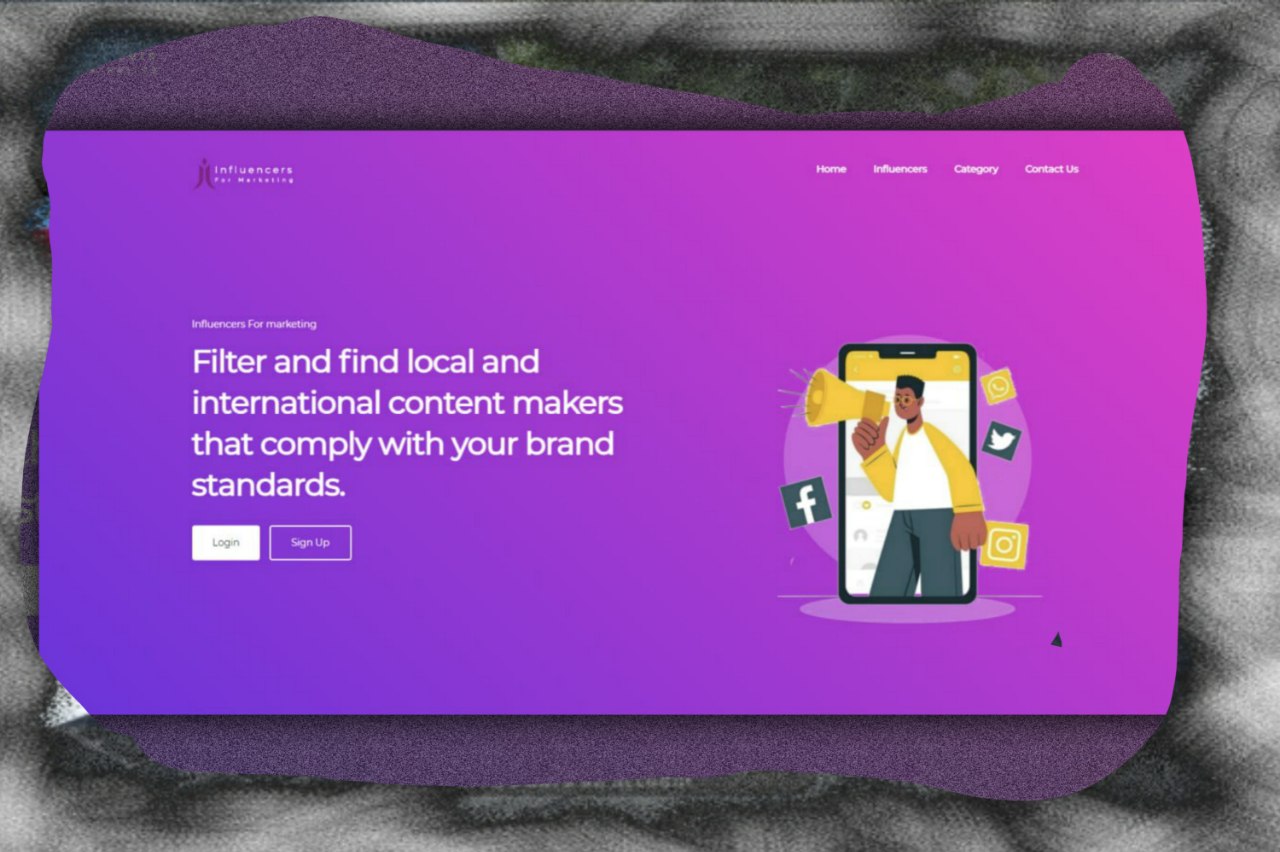 Influencers
For Marketing
Home Influencers Category Contact Us
Influencers For marketing
Filter and find local and
international content makers
that comply with your brand
standards.
Login Sign Up